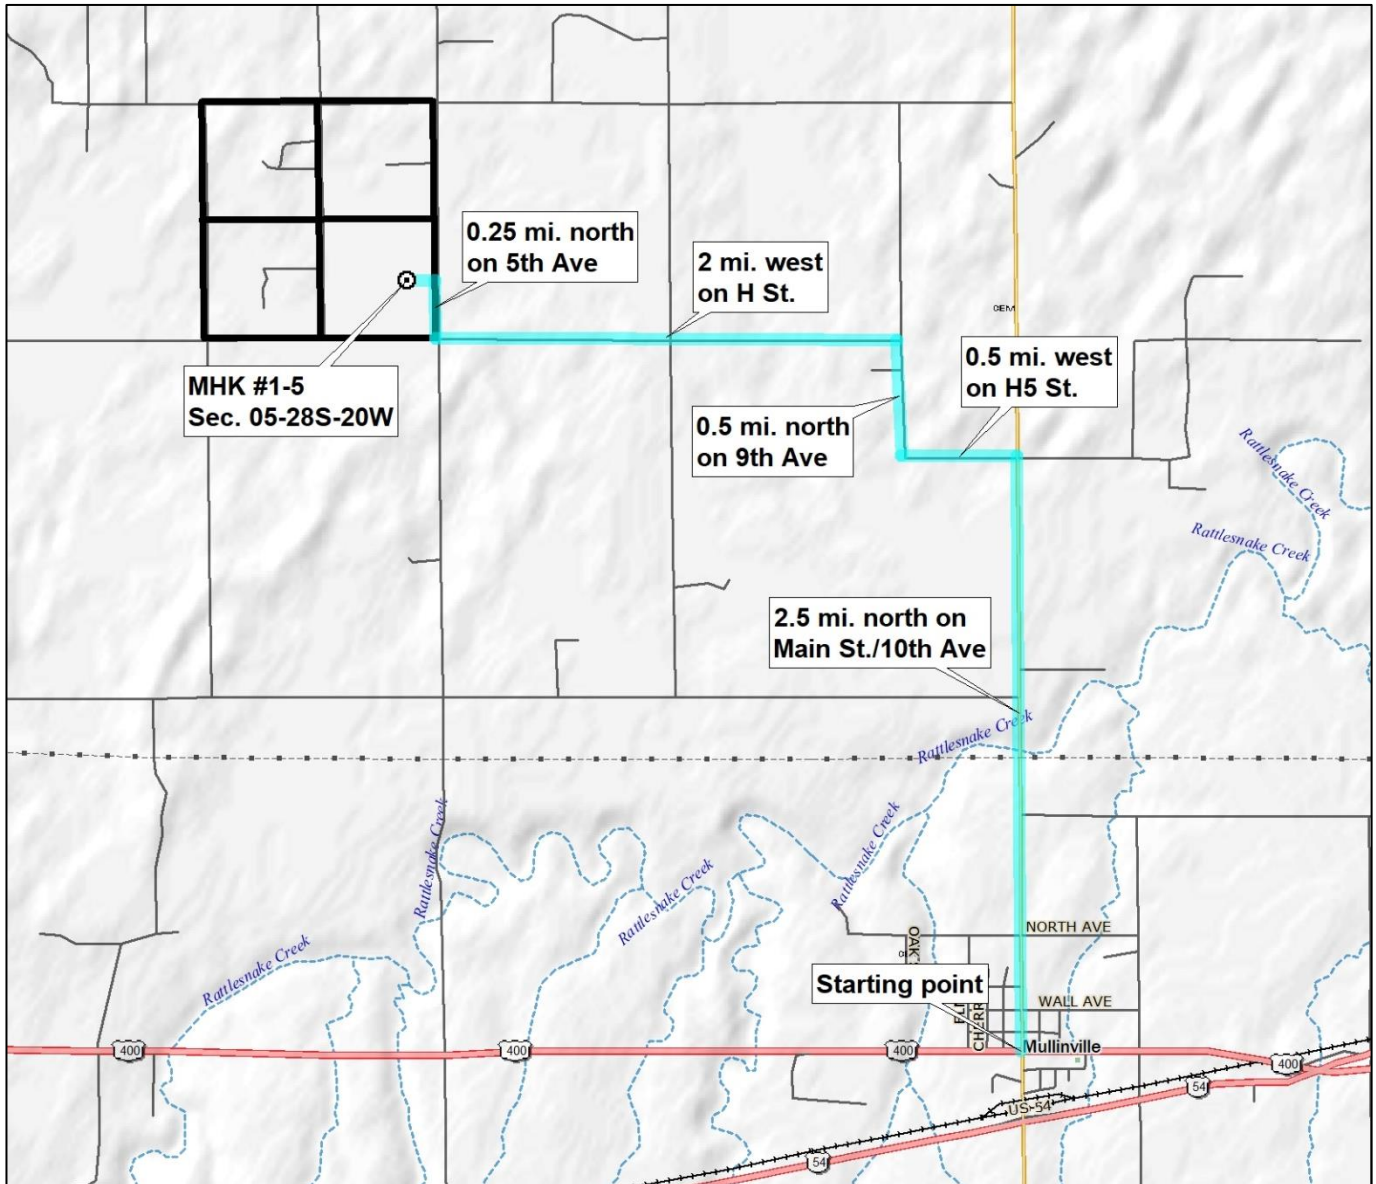 0.25 mi. north
on 5th Ave
2 mi. west
on H St.
CEM
0.5 mi. west
on H5 St.
MHK #1-5
Sec. 05-28S-20W
0.5 mi. north
on 9th Ave
Rattlesnake Creek
Rattlesnake Creek
2.5 mi. north on
Main St./10th Ave
Rattlesnake Creek
Rattlesnake Creek
Rattlesnake Creek
Rattlesnake Creek
Rattlesnake Creek
NORTH AVE
OAK
Starting point
WALL AVE
CHERR
Mullinville
400
400
400
400
54
US-54
54